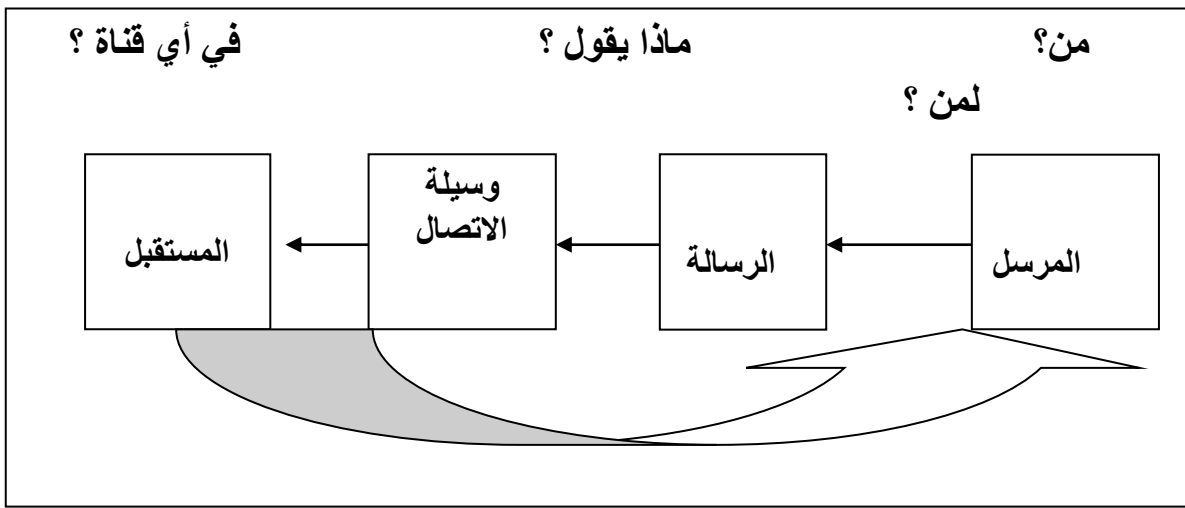 من؟ ماذا يقول ؟ في أي قناة ؟
لمن ؟
المرسل
الرسالة
وسيلة
الاتصال
المستقبل